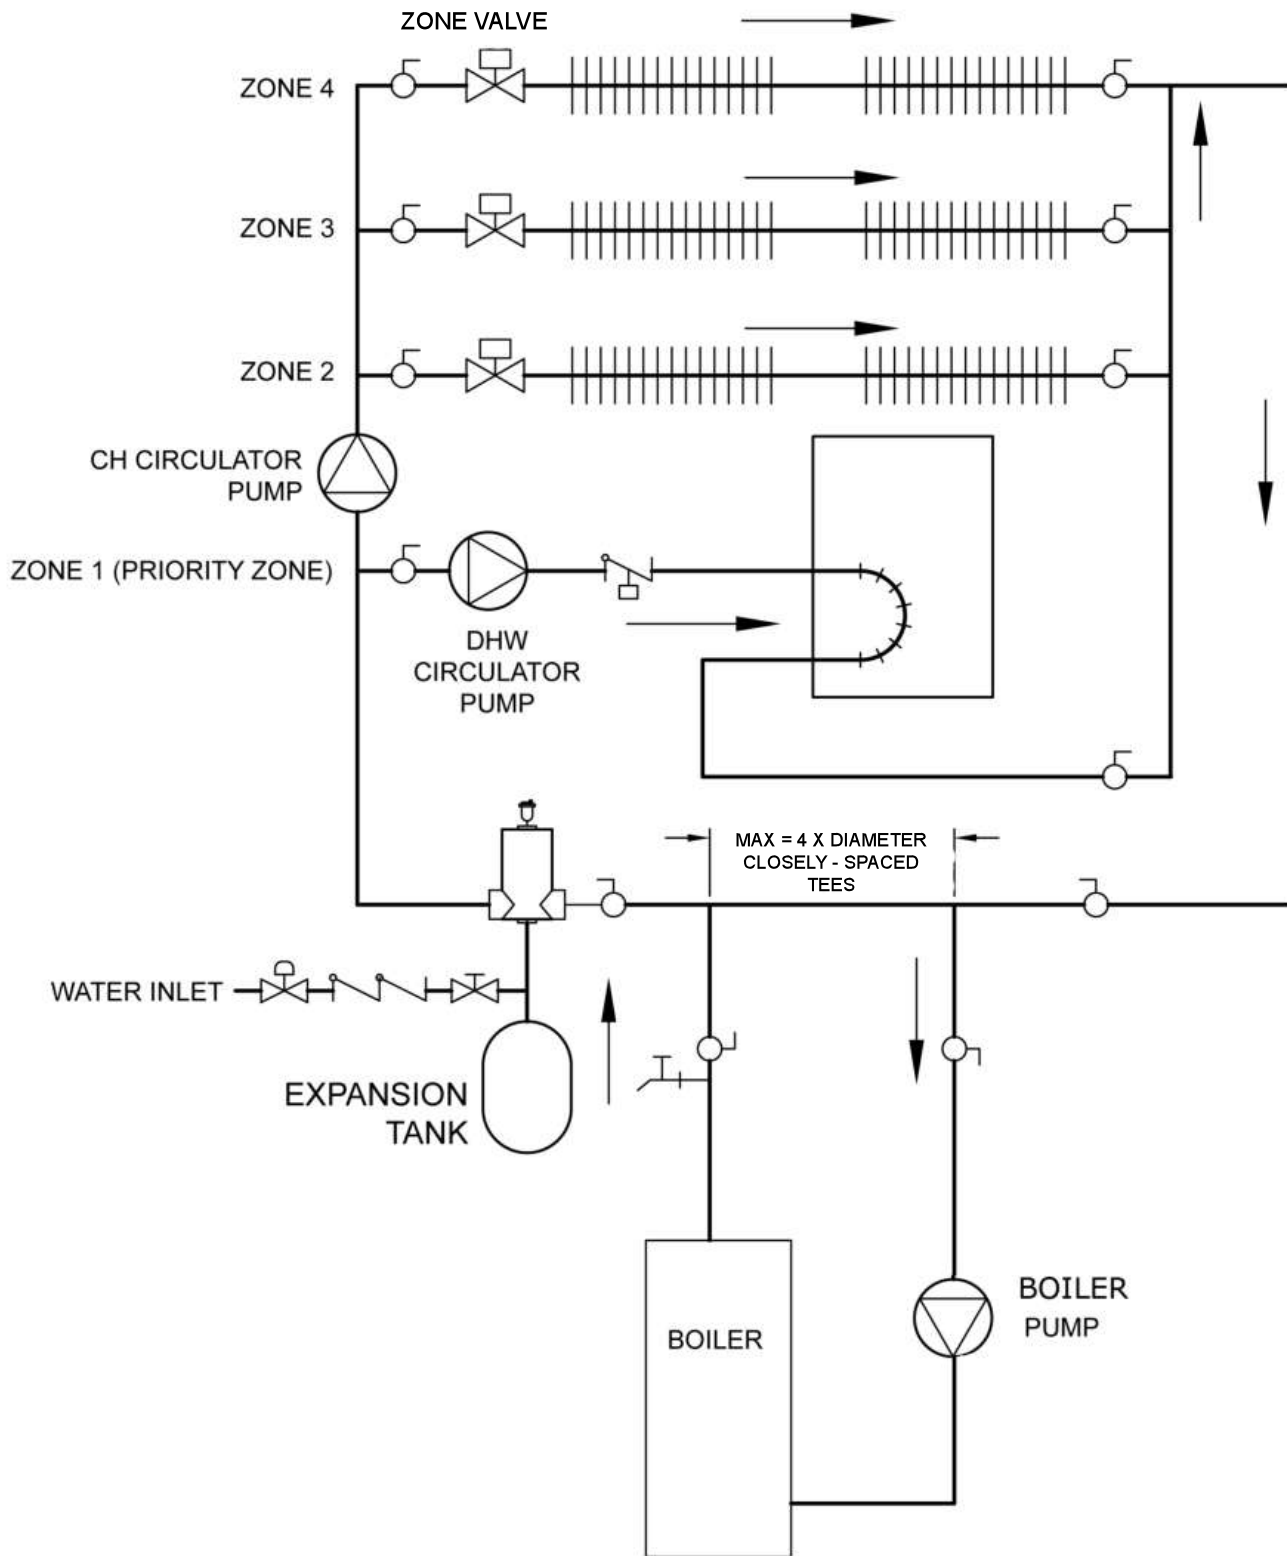 ZONE VALVE
ZONE 4
ZONE 3
ZONE 2
CH CIRCULATOR
PUMP
ZONE 1 (PRIORITY ZONE)
DHW
CIRCULATOR
PUMP
MAX = 4 X DIAMETER
CLOSELY - SPACED
TEES
WATER INLET
EXPANSION
TANK
BOILER
PUMP
BOILER